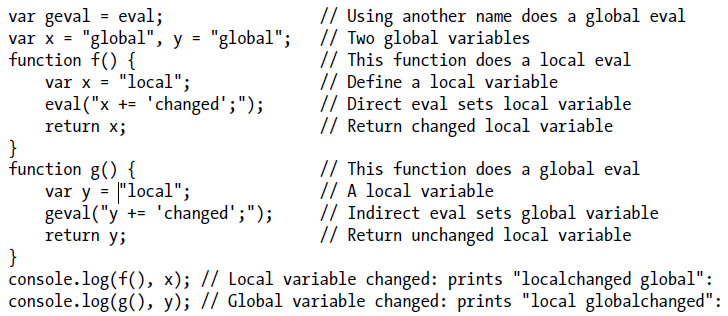 var geval = eval; // Using another name does a global eval
var x = "global", y = "global"; // Two global variables
function f() { // This function does a local eval
var x = "local"; // Define a local variable
eval("x += 'changed';"); // Direct eval sets local variable
return x; // Return changed local variable
}
function g() { // This function does a global eval
var y = "local"; // A local variable
geval("y += 'changed';"); // Indirect eval sets global variable
return y; // Return unchanged local variable
}
console.log(f(), x); // Local variable changed: prints "localchanged global":
console.log(g(), y); // Global variable changed: prints "local globalchanged":